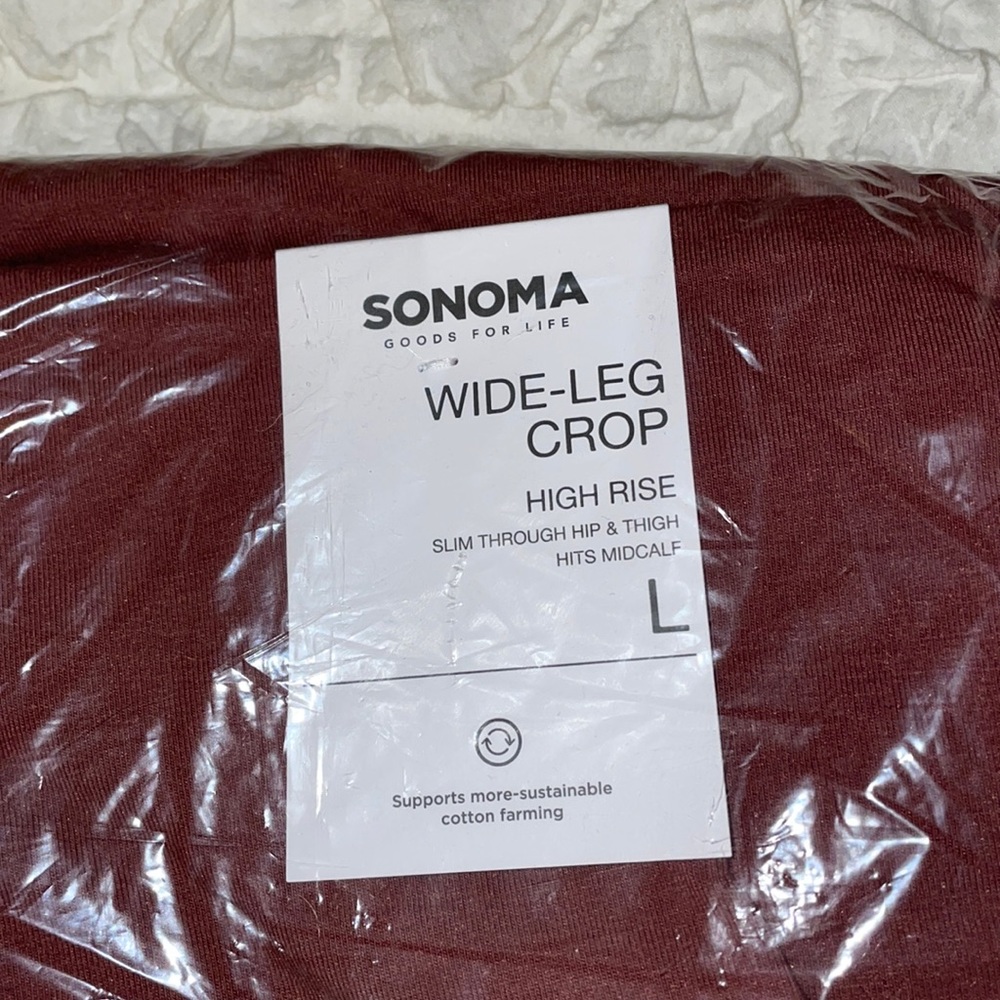 SONOMA
GOODS FOR LIFE
WIDE-LEG
CROP
HIGH RISE
SLIM THROUGH HIP & THIGH
HITS MIDCALF
L
Supports more-sustainable
cotton farming